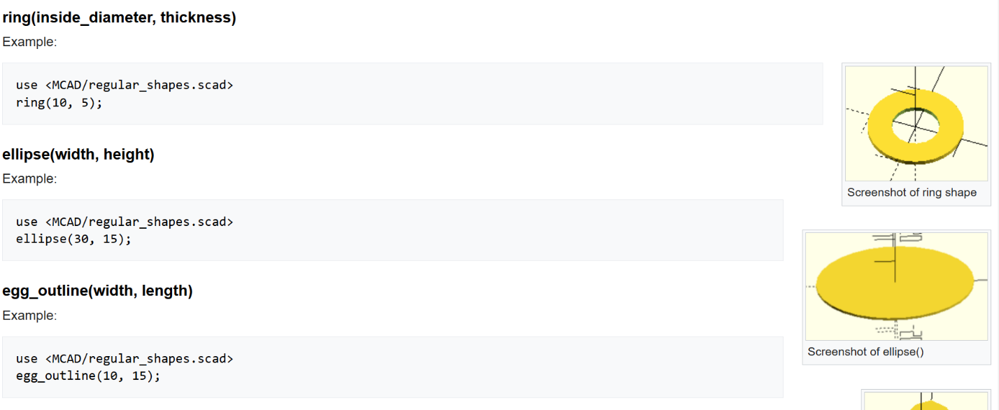 ring(inside_diameter, thickness)
Example:
use <MCAD/regular_shapes.scad>
ring(10, 5);
Screenshot of ring shape
ellipse(width, height)
Example:
use <MCAD/regular_shapes.scad>
ellipse(30, 15);
Screenshot of ellipse()
egg_outline(width, length)
Example:
use <MCAD/regular_shapes.scad>
egg_outline(10, 15);